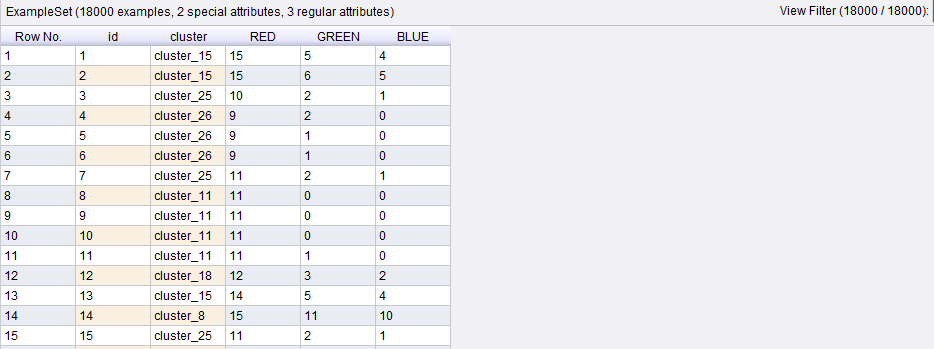 ExampleSet (18000 examples, 2 special attributes, 3 regular attributes) View Filter (18000 / 18000):
Row No. id cluster RED GREEN BLUE
1 1 cluster_15 15 5 4
2 2 cluster_15 15 6 5
3 3 cluster_25 10 2 1
4 4 cluster_26 9 2 0
5 5 cluster_26 9 1 0
6 6 cluster_26 9 1 0
7 7 cluster_25 11 2 1
8 8 cluster_11 11 0 0
9 9 cluster_11 11 0 0
10 10 cluster_11 11 0 0
11 11 cluster_11 11 1 0
12 12 cluster_18 12 3 2
13 13 cluster_15 14 5 4
14 14 cluster_8 15 11 10
15 15 cluster_25 11 2 1